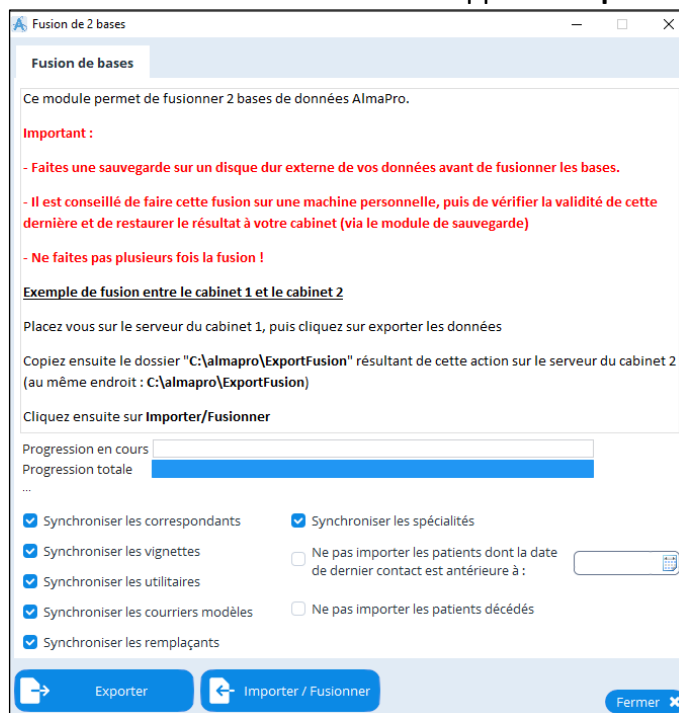 Fusion de 2 bases
Fusion de bases
Ce module permet de fusionner 2 bases de données AlmaPro.
Important :
- Faites une sauvegarde sur un disque dur externe de vos données avant de fusionner les bases.
- Il est conseillé de faire cette fusion sur une machine personnelle, puis de vérifier la validité de cette
dernière et de restaurer le résultat à votre cabinet (via le module de sauvegarde)
- Ne faites pas plusieurs fois la fusion !
Exemple de fusion entre le cabinet 1 et le cabinet 2
Placez vous sur le serveur du cabinet 1, puis cliquez sur exporter les données
Copiez ensuite le dossier "C:\almapro\ExportFusion" résultant de cette action sur le serveur du cabinet 2
(au même endroit : C:\almapro\ExportFusion)
Cliquez ensuite sur Importer/Fusionner
Progression en cours
Progression totale
...
Synchroniser les correspondants
Synchroniser les vignettes
Synchroniser les utilitaires
Synchroniser les courriers modèles
Synchroniser les remplaçants
Synchroniser les spécialités
Ne pas importer les patients dont la date
de dernier contact est antérieure à :
Ne pas importer les patients décédés
Exporter
Importer / Fusionner
Fermer